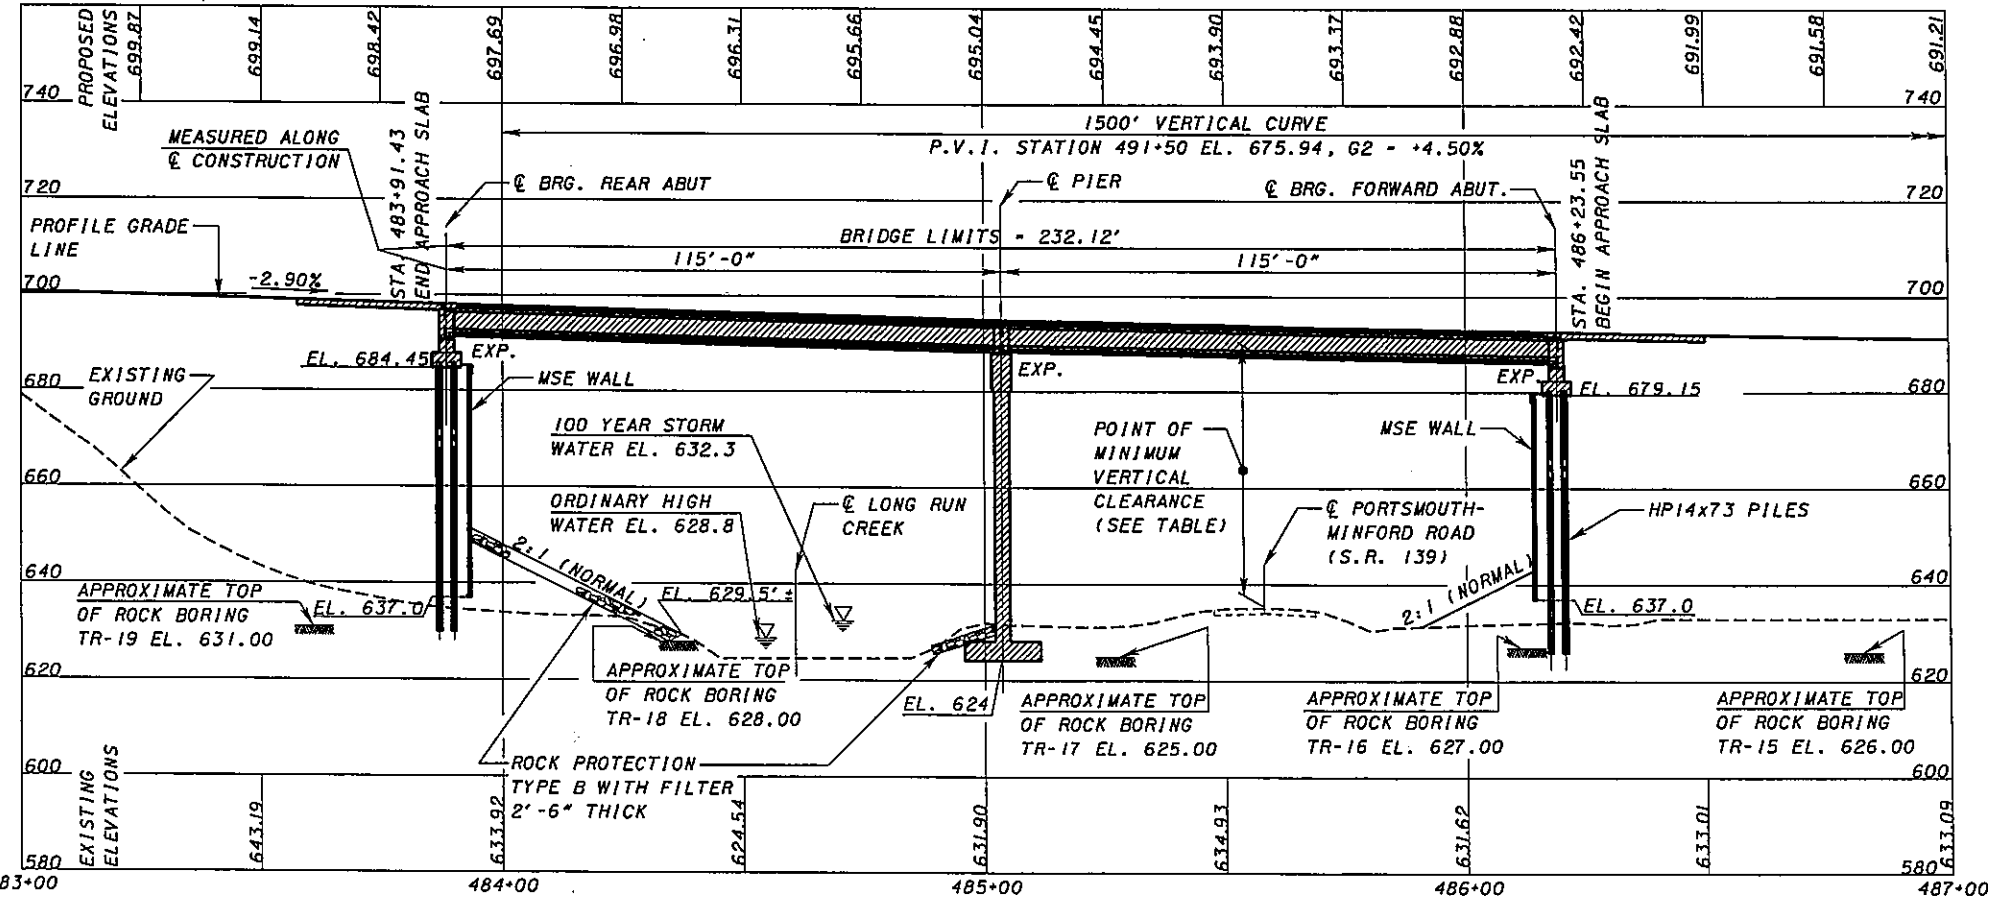 PROPOSED
ELEVATIONS
699.87
699.14
698.42
697.69
696.98
696.31
695.66
695.04
694.45
693.90
693.37
692.88
692.42
691.99
691.58
691.21
740
740
1500' VERTICAL CURVE
P.V.I. STATION 491+50 EL. 675.94, G2 = +4.50%
MEASURED ALONG
℄ CONSTRUCTION
STA. 483+91.43
END APPROACH SLAB
℄ BRG. REAR ABUT
℄ PIER
℄ BRG. FORWARD ABUT.
STA. 486+23.55
BEGIN APPROACH SLAB
720
720
PROFILE GRADE
LINE
BRIDGE LIMITS = 232.12'
115'-0"
115'-0"
-2.90%
700
700
EL. 684.45
EXP.
EXP.
EXP
EL. 679.15
EXISTING
GROUND
MSE WALL
680
680
100 YEAR STORM
WATER EL. 632.3
POINT OF
MINIMUM
VERTICAL
CLEARANCE
(SEE TABLE)
MSE WALL
660
660
ORDINARY HIGH
WATER EL. 628.8
℄ LONG RUN
CREEK
℄ PORTSMOUTH-
MINFORD ROAD
(S.R. 139)
HP14x73 PILES
2:1 (NORMAL)
2:1 (NORMAL)
640
640
APPROXIMATE TOP
OF ROCK BORING
TR-19 EL. 631.00
EL. 637.0
EL. 629.5'±
EL. 637.0
620
620
APPROXIMATE TOP
OF ROCK BORING
TR-18 EL. 628.00
EL. 624
APPROXIMATE TOP
OF ROCK BORING
TR-17 EL. 625.00
APPROXIMATE TOP
OF ROCK BORING
TR-16 EL. 627.00
APPROXIMATE TOP
OF ROCK BORING
TR-15 EL. 626.00
ROCK PROTECTION
TYPE B WITH FILTER
2'-6" THICK
600
600
EXISTING
ELEVATIONS
643.19
633.92
624.54
631.90
634.93
631.62
633.01
633.09
580
580
83+00
484+00
485+00
486+00
487+00